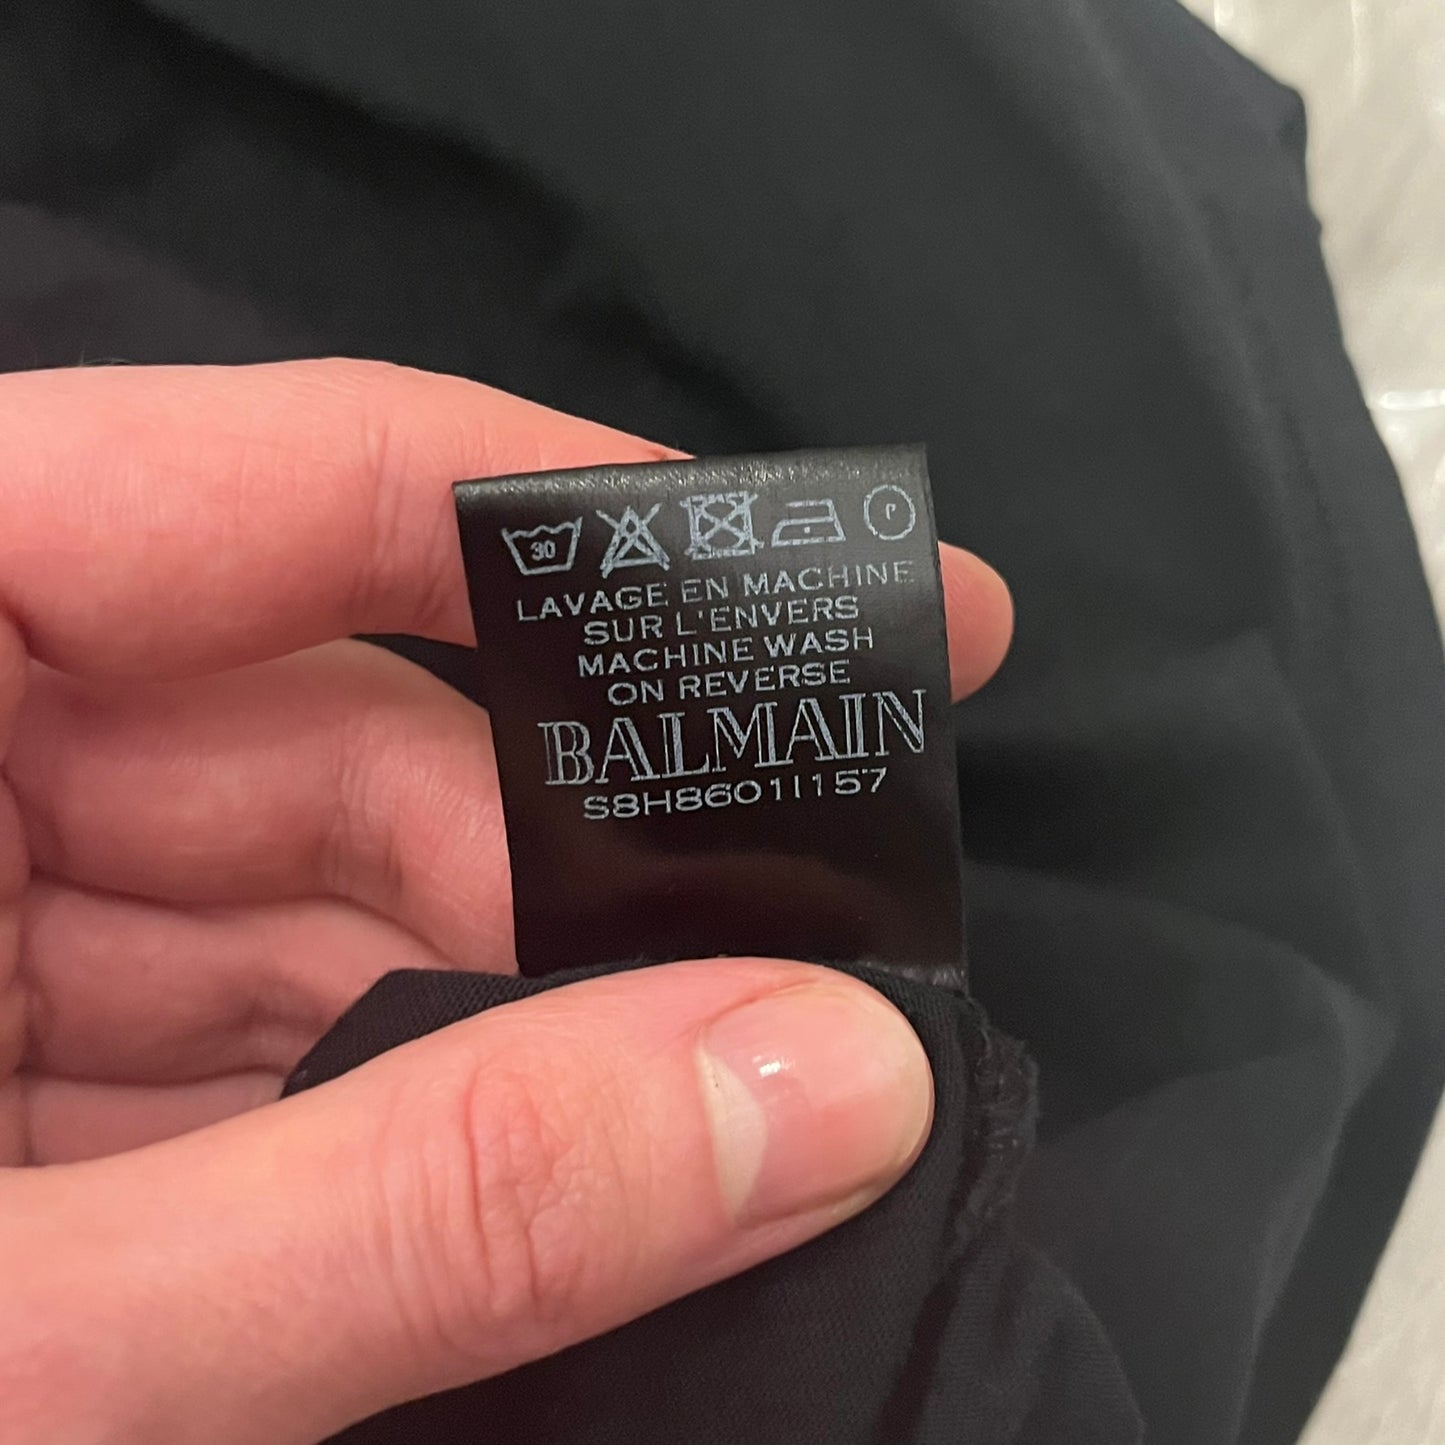 30 P
LAVAGE EN MACHINE
SUR L'ENVERS
MACHINE WASH
ON REVERSE
BALMAIN
S8H8601I157